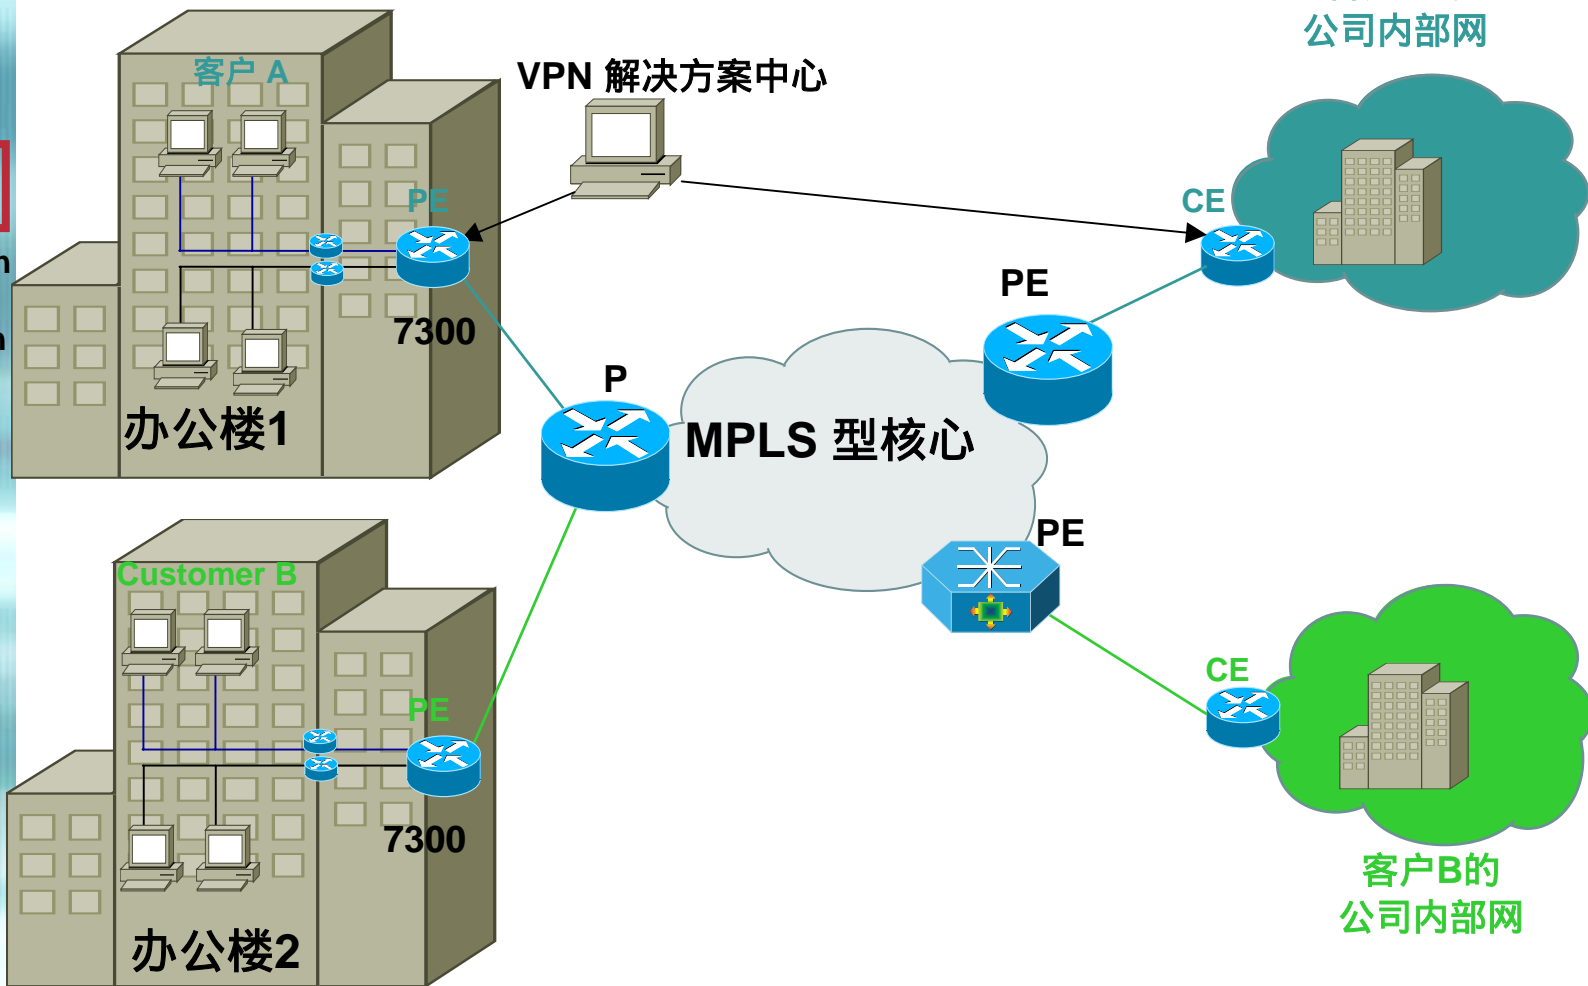 公司内部网
客户 A
VPN 解决方案中心
PE
CE
PE
7300
P
办公楼1
MPLS 型核心
PE
Customer B
CE
PE
7300
客户B的
公司内部网
办公楼2